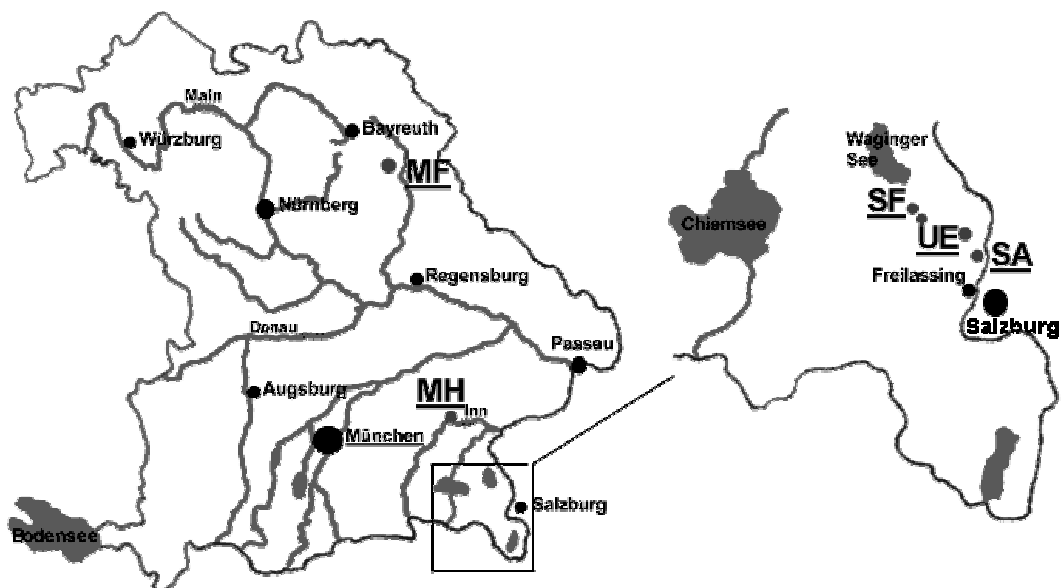 Main
Würzburg
Bayreuth
MF
Nürnberg
Regensburg
Donau
Passau
Augsburg
MH
Inn
München
Salzburg
Bodensee
Waginger
See
SF
Chiemsee
UE
SA
Freilassing
Salzburg